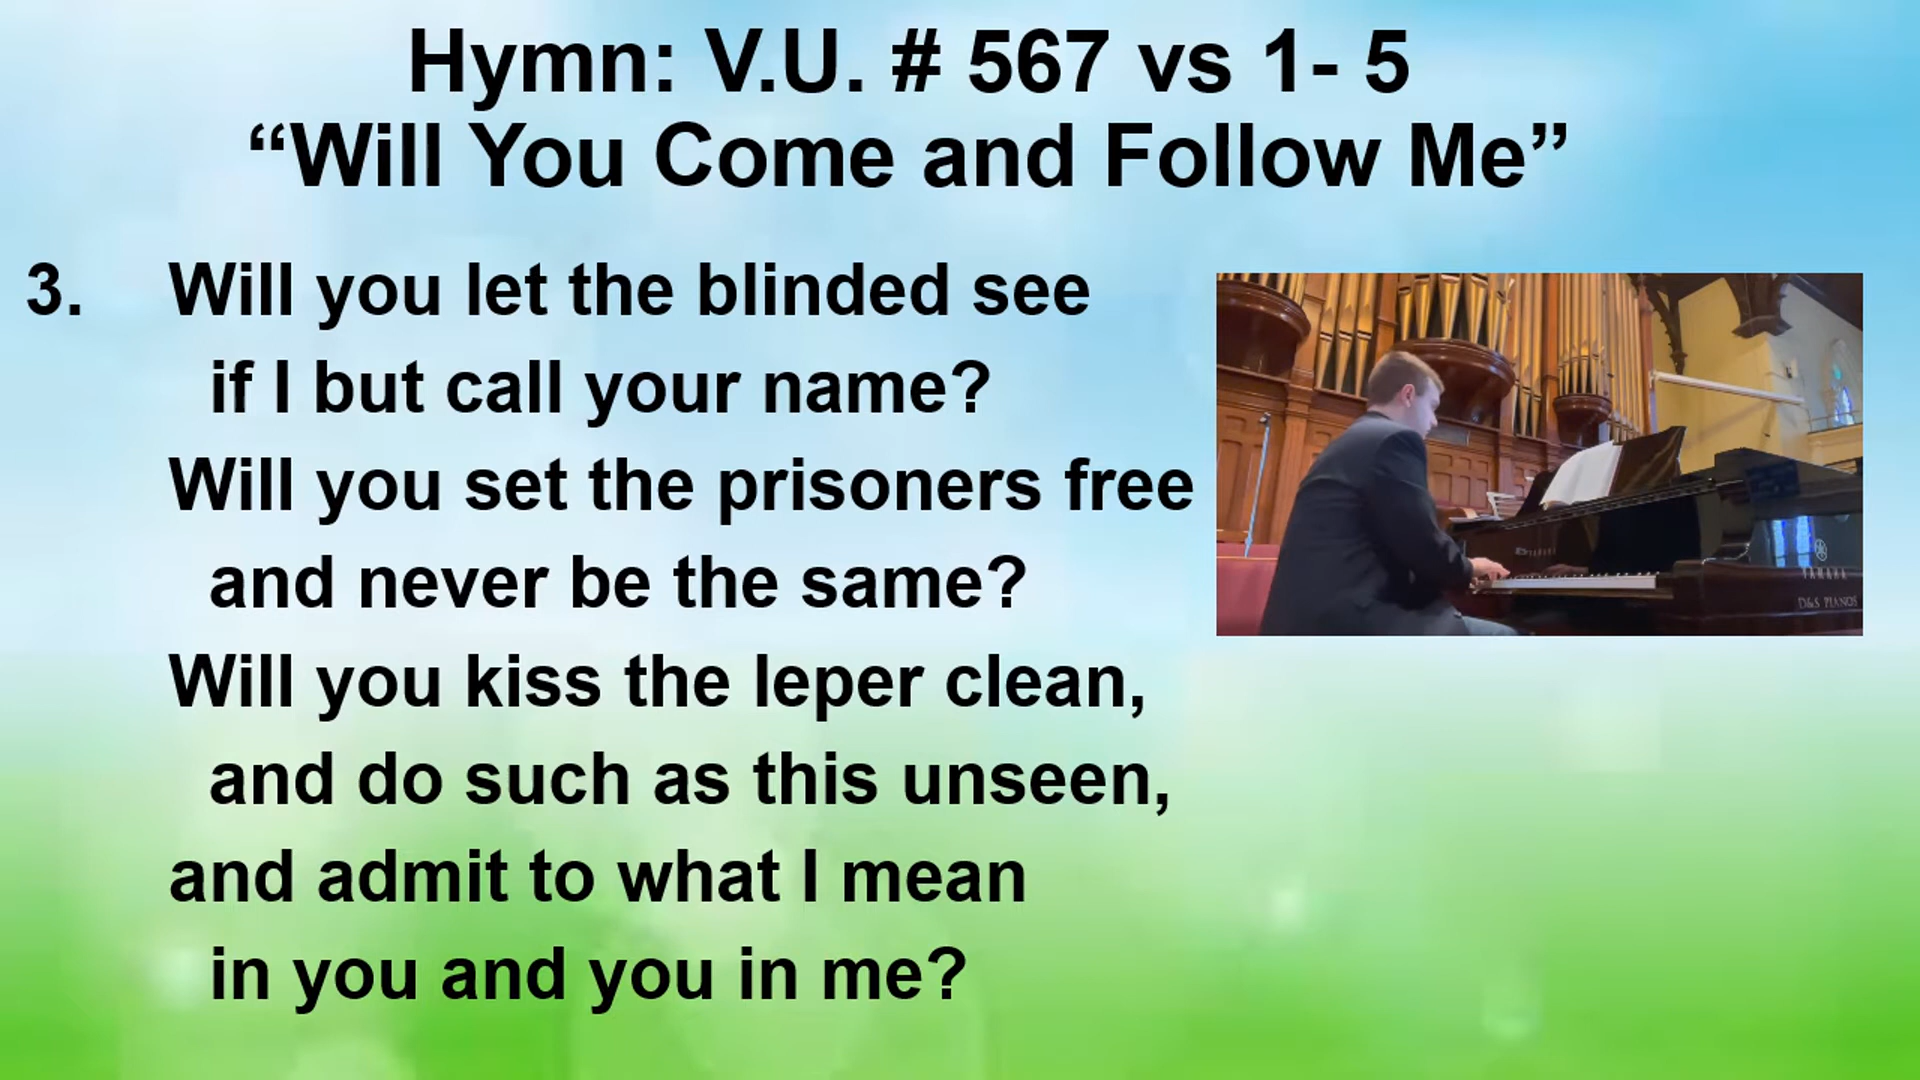 Hymn: V.U. # 567 vs 1- 5
“Will You Come and Follow Me”
3. Will you let the blinded see
if I but call your name?
Will you set the prisoners free
and never be the same?
Will you kiss the leper clean,
and do such as this unseen,
and admit to what I mean
in you and you in me?
YAMAHA
YAMAHA
D&S PIANOS